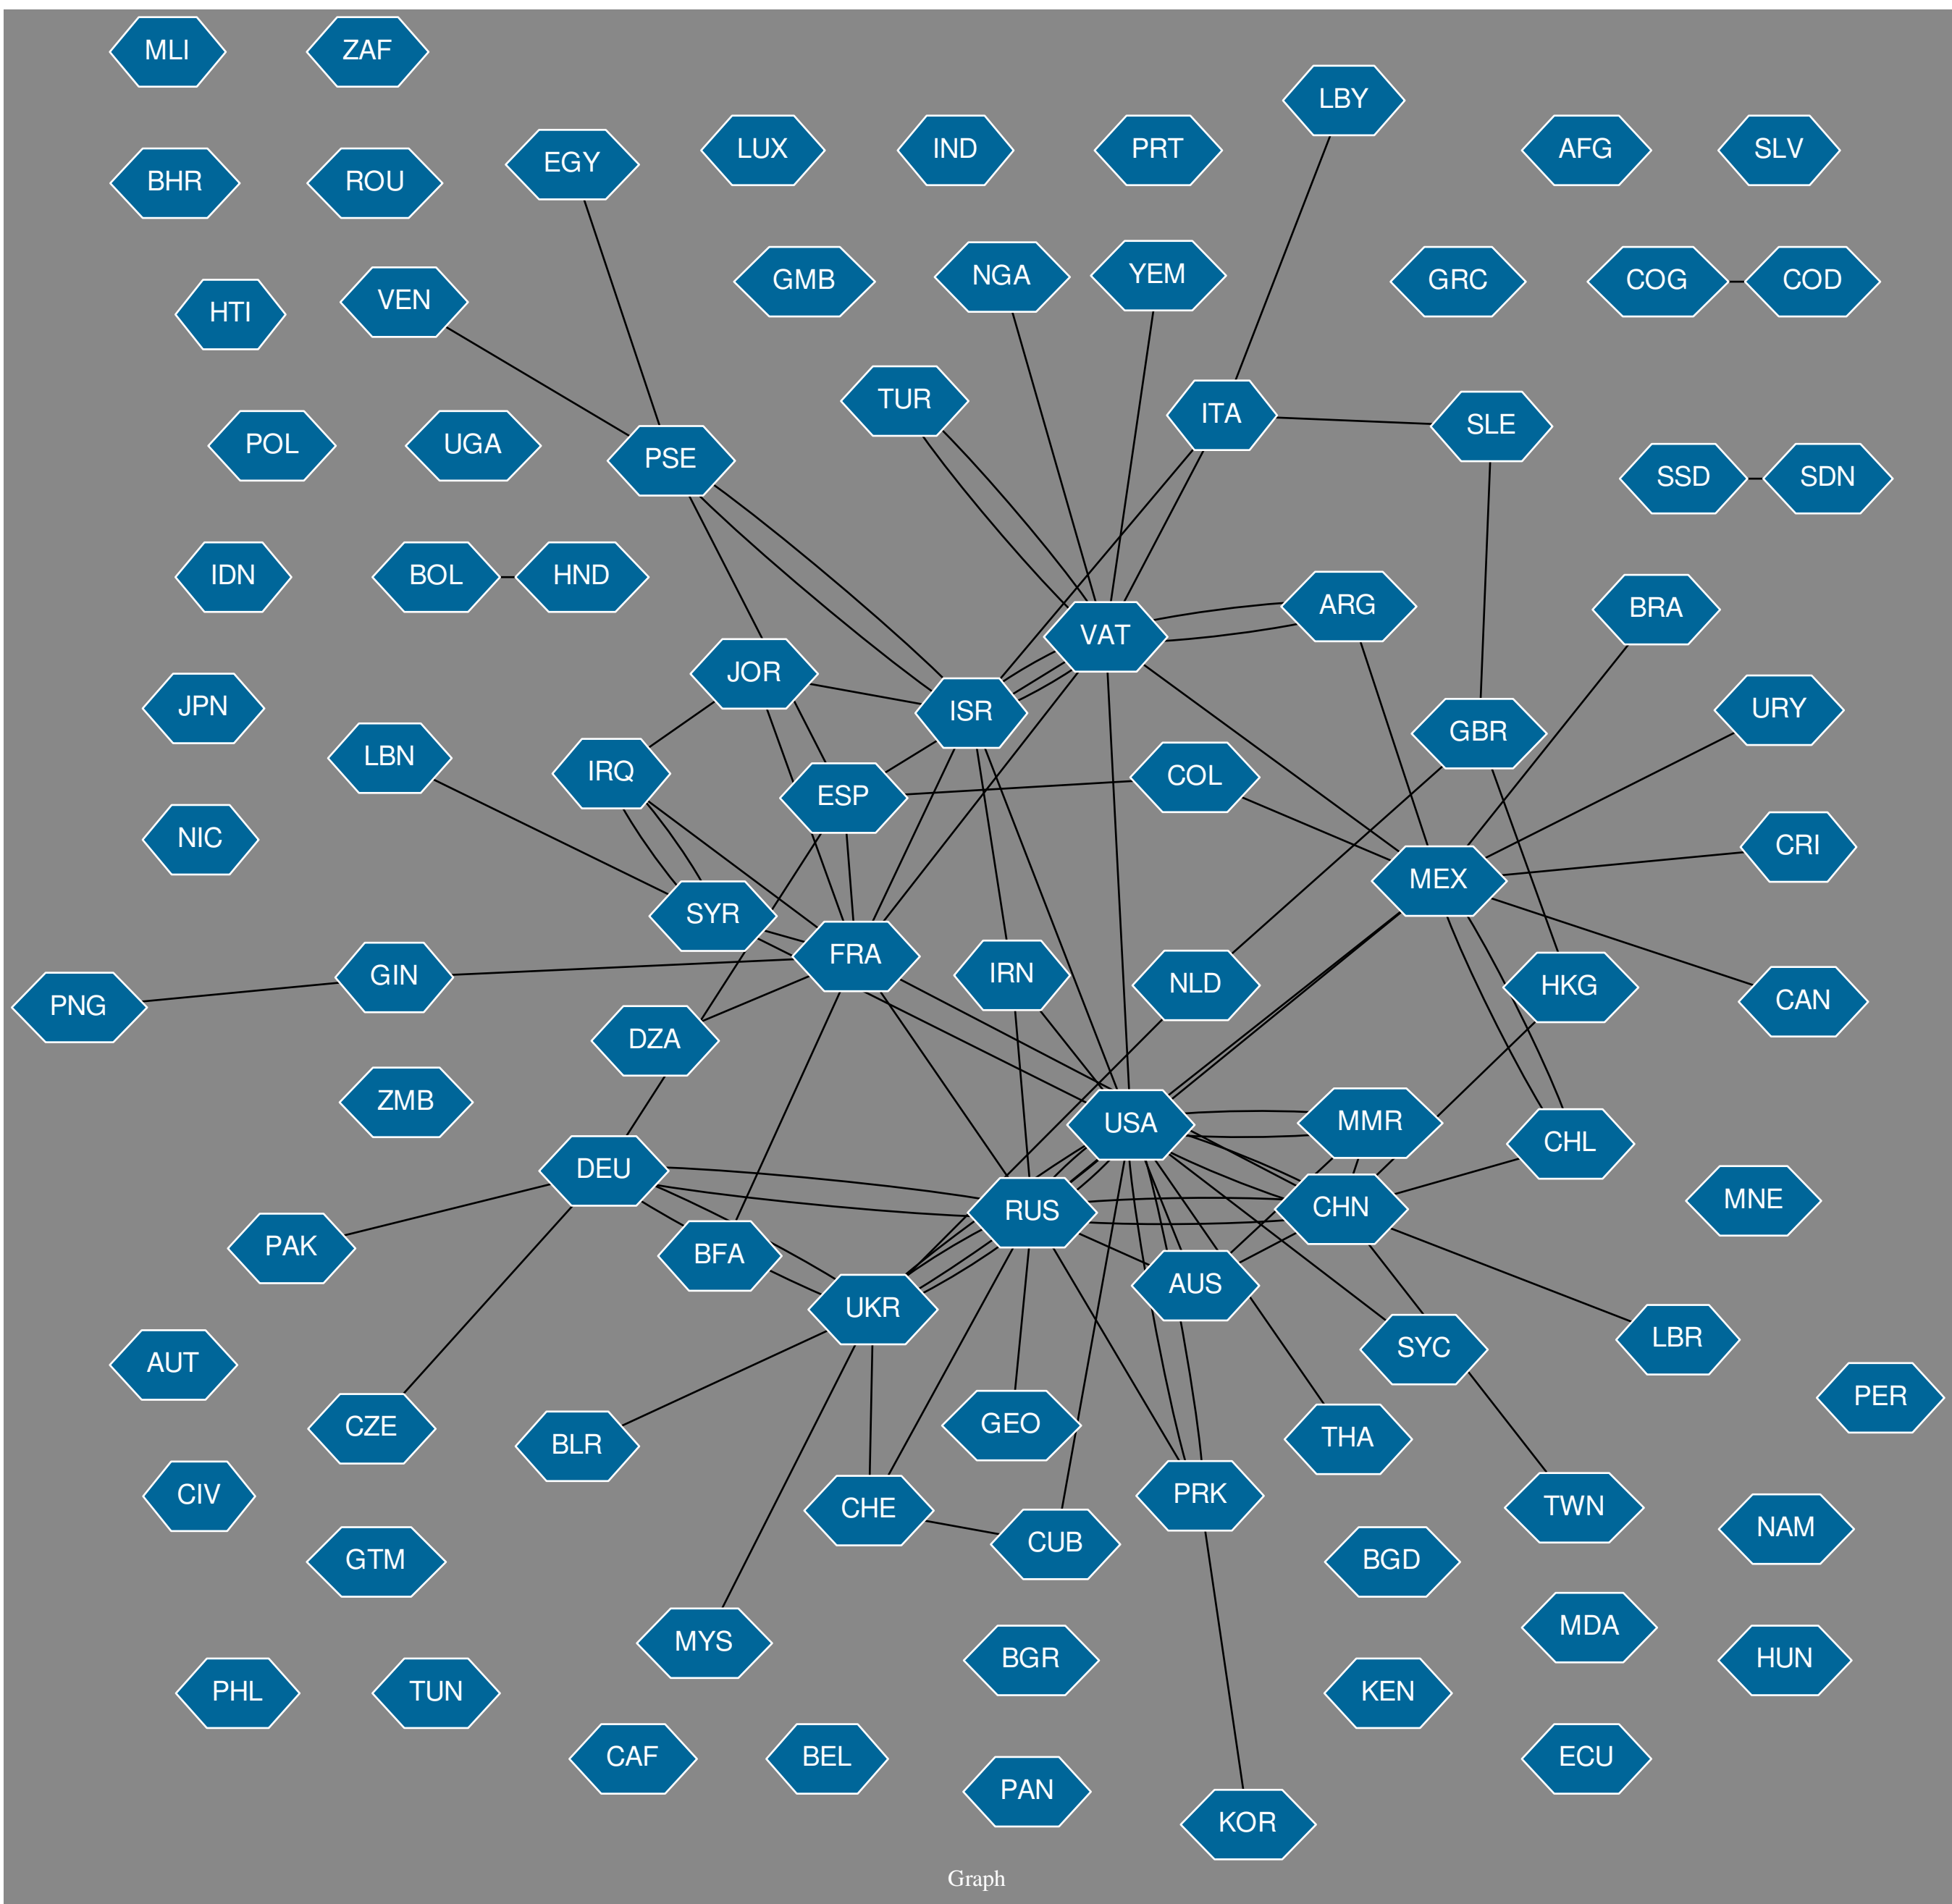 MLI
ZAF
LBY
LUX
IND
PRT
AFG
SLV
EGY
BHR
ROU
GMB
NGA
YEM
GRC
COG
COD
HTI
VEN
TUR
ITA
SLE
POL
UGA
PSE
SSD
SDN
IDN
BOL
HND
ARG
BRA
VAT
JOR
JPN
ISR
URY
GBR
LBN
IRQ
ESP
COL
NIC
CRI
MEX
SYR
FRA
GIN
IRN
NLD
HKG
CAN
PNG
DZA
ZMB
USA
MMR
CHL
DEU
MNE
RUS
CHN
PAK
BFA
AUS
UKR
LBR
SYC
AUT
PER
CZE
BLR
GEO
THA
CIV
CHE
PRK
TWN
NAM
CUB
GTM
BGD
MYS
MDA
BGR
HUN
PHL
TUN
KEN
CAF
BEL
ECU
PAN
KOR
Graph